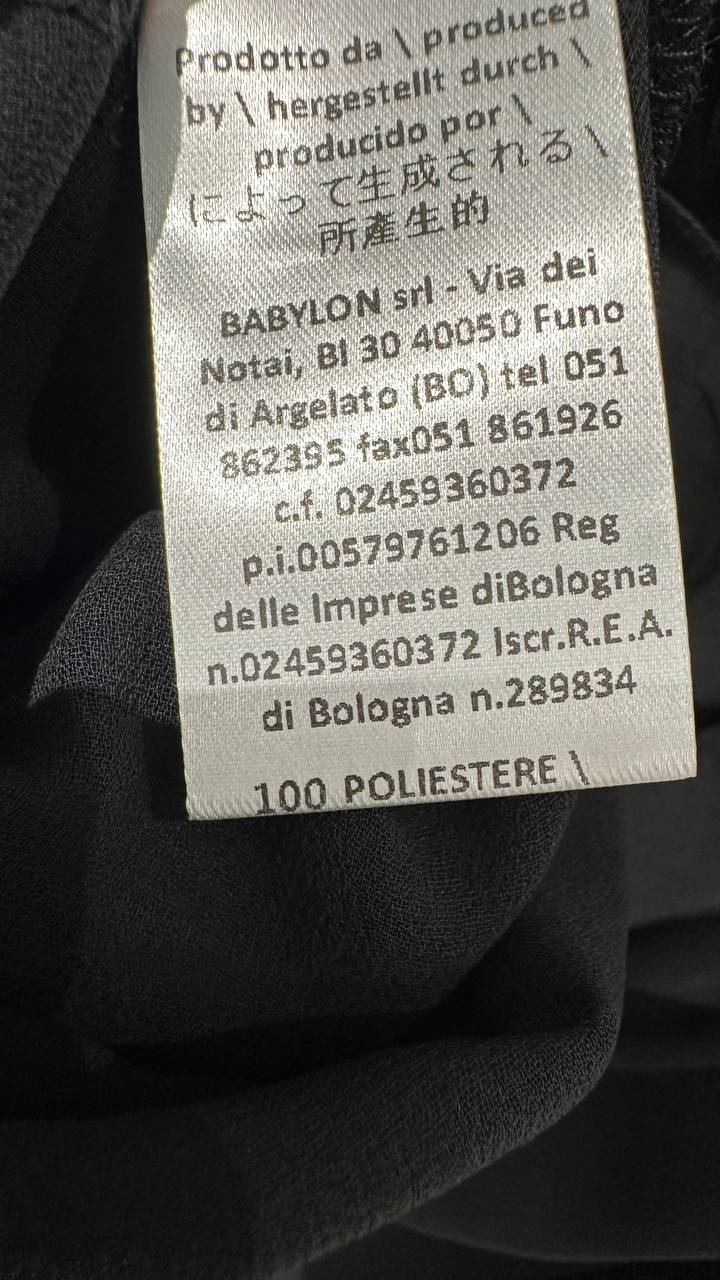 Prodotto da \ produced
by \ hergestellt durch \
producido por \
によって生成される \
所產生的
BABYLON srl - Via dei
Notai, Bl 30 40050 Funo
di Argelato (BO) tel 051
862395 fax051 861926
c.f. 02459360372
p.i.00579761206 Reg
delle Imprese diBologna
n.02459360372 Iscr.R.E.A.
di Bologna n.289834
100 POLIESTERE \